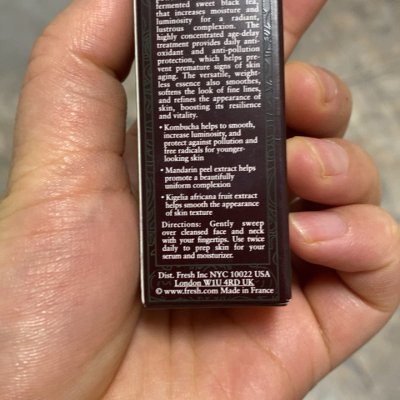 fermented sweet black tea,
that increases moisture and
luminosity for a radiant,
lustrous complexion. The
highly concentrated age-delay
treatment provides daily anti-
oxidant and anti-pollution
protection, which helps pre-
vent premature signs of skin
aging. The versatile, weight-
less essence also smoothes,
softens the look of fine lines,
and refines the appearance of
skin, boosting its resilience
and vitality.
• Kombucha helps to smooth,
increase luminosity, and
protect against pollution and
free radicals for younger-
looking skin
• Mandarin peel extract helps
promote a beautifully
uniform complexion
• Kigelia africana fruit extract
helps smooth the appearance
of skin texture
Directions: Gently sweep
over cleansed face and neck
with your fingertips. Use twice
daily to prep skin for your
serum and moisturizer.
Dist. Fresh Inc NYC 10022 USA
London W1U 4RD UK
© www.fresh.com Made in France